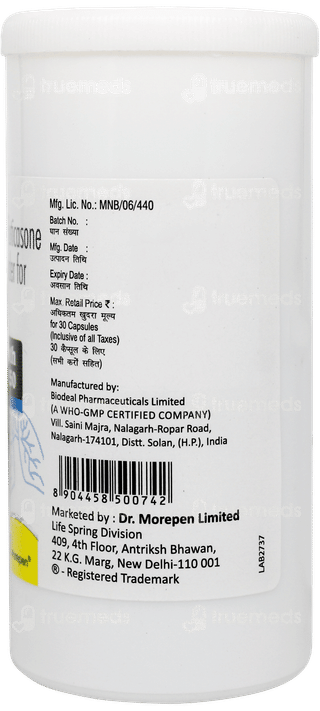 Mfg. Lic. No.: MNB/06/440
Batch No. :
घान संख्या
Mfg. Date :
उत्पादन तिथि
Expiry Date :
अवसान तिथि
Max. Retail Price ₹ :
अधिकतम खुदरा मूल्य
for 30 Capsules
(Inclusive of all Taxes)
30 कैप्सूल के लिए
(सभी करों सहित)
Manufactured by:
Biodeal Pharmaceuticals Limited
(A WHO-GMP CERTIFIED COMPANY)
Vill. Saini Majra, Nalagarh-Ropar Road,
Nalagarh-174101, Distt. Solan, (H.P.), India
8 904458 500742
Marketed by : Dr. Morepen Limited
Life Spring Division
409, 4th Floor, Antriksh Bhawan,
22 K.G. Marg, New Delhi-110 001
® - Registered Trademark
LAB2737
ticasone
for
truemeds